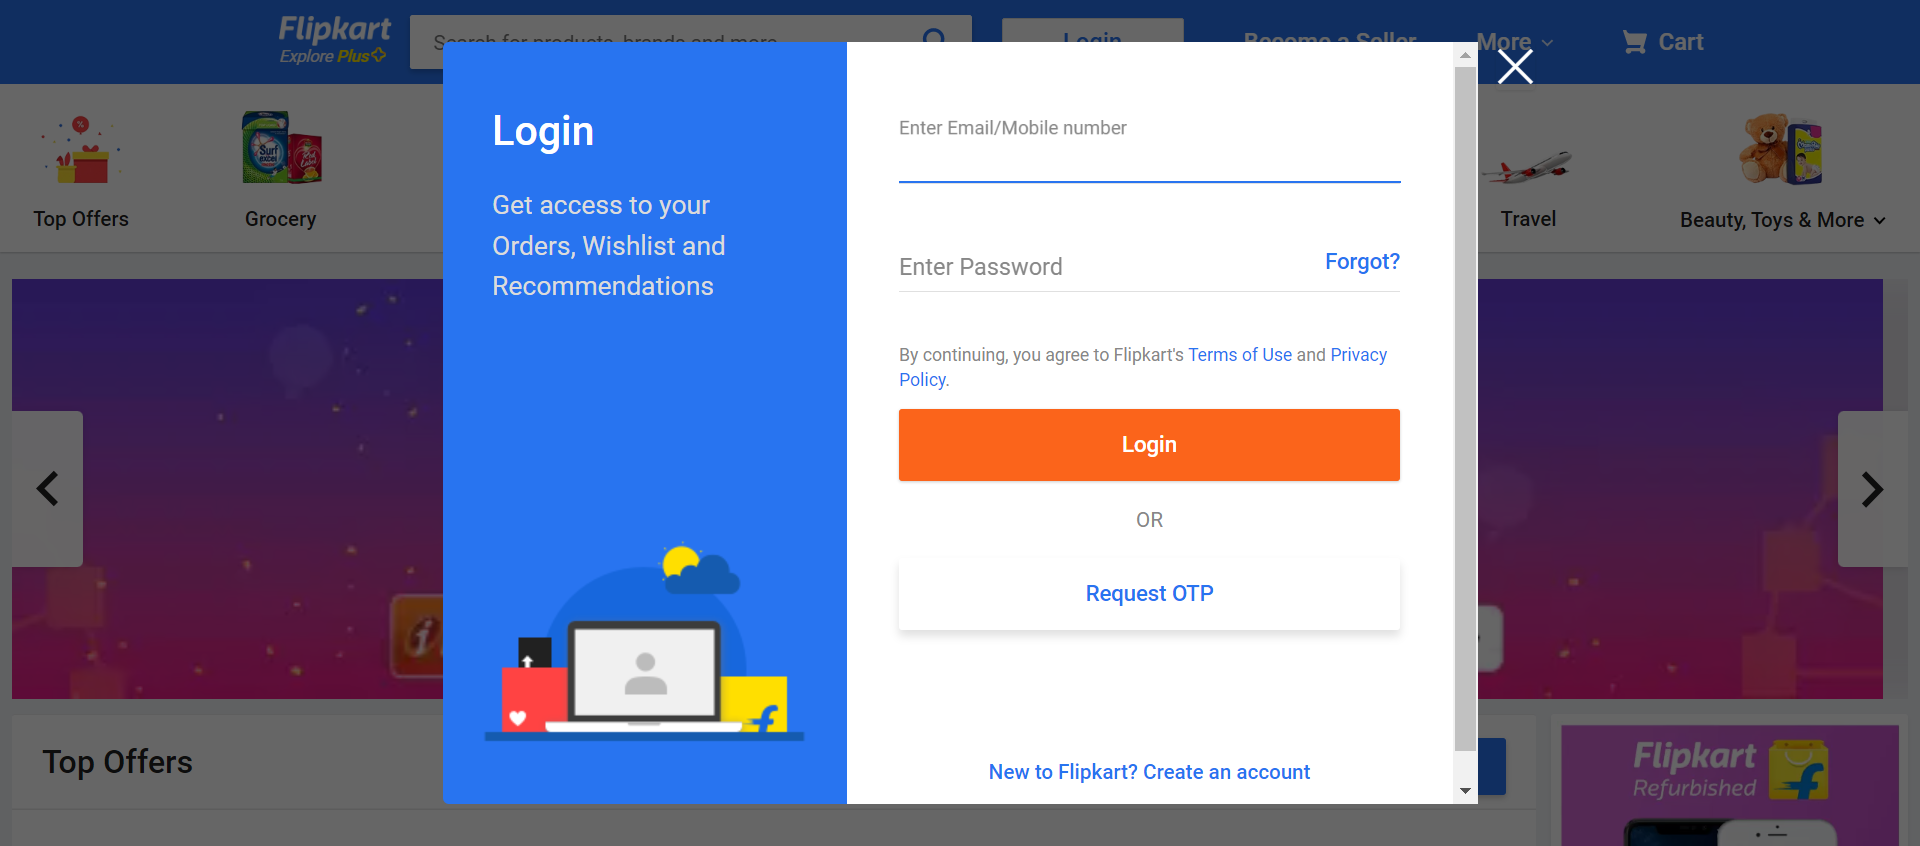 Flipkart
Explore Plus
Search for products, brands and more
Login
Become a Seller
More
Cart
Top Offers
Grocery
Travel
Beauty, Toys & More
Login
Get access to your
Orders, Wishlist and
Recommendations
Enter Email/Mobile number
Enter Password
Forgot?
By continuing, you agree to Flipkart's Terms of Use and Privacy
Policy.
Login
OR
Request OTP
New to Flipkart? Create an account
Surf
excel
Top Offers
Flipkart
Refurbished